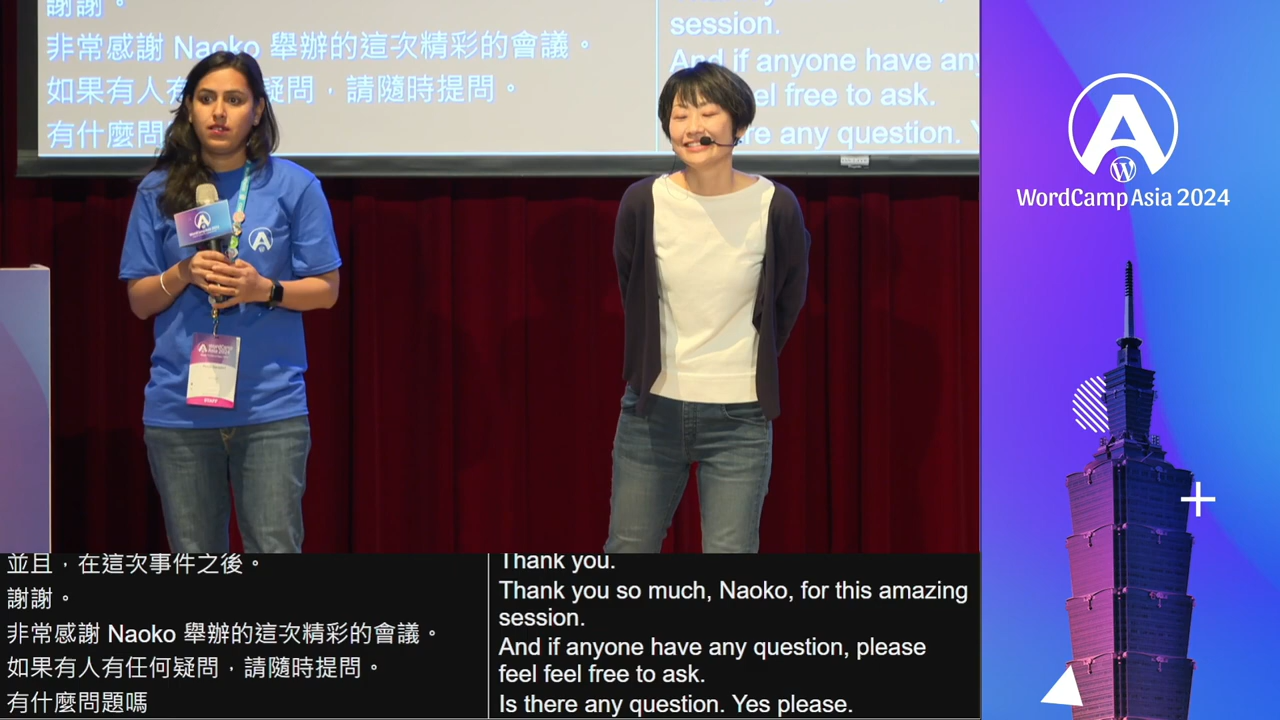 謝謝。
非常感謝 Naoko 舉辦的這次精彩的會議。
如果有人有 疑問，請隨時提問。
有什麼問
session.
And if anyone have any
el free to ask.
re any question.
WordCamp Asia 2024
WordCamp
Asia 2024
STAFF
並且，在這次事件之後。
謝謝。
非常感謝 Naoko 舉辦的這次精彩的會議。
如果有人有任何疑問，請隨時提問。
有什麼問題嗎
Thank you.
Thank you so much, Naoko, for this amazing
session.
And if anyone have any question, please
feel feel free to ask.
Is there any question. Yes please.